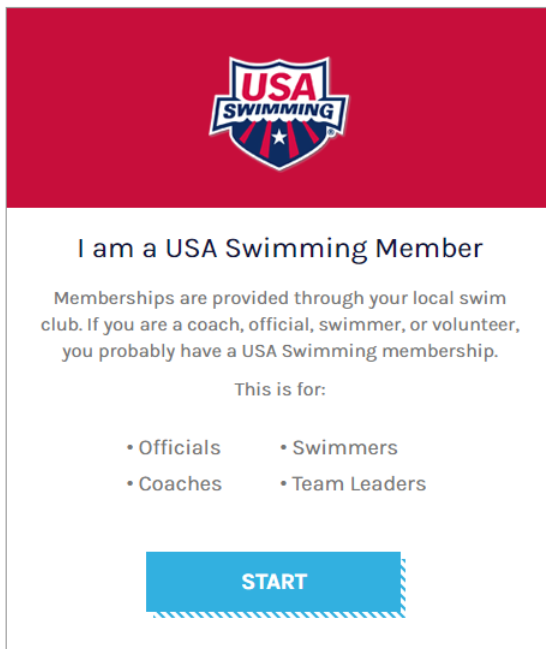 USA
SWIMMING
®
I am a USA Swimming Member
Memberships are provided through your local swim
club. If you are a coach, official, swimmer, or volunteer,
you probably have a USA Swimming membership.
This is for:
• Officials • Swimmers
• Coaches • Team Leaders
START